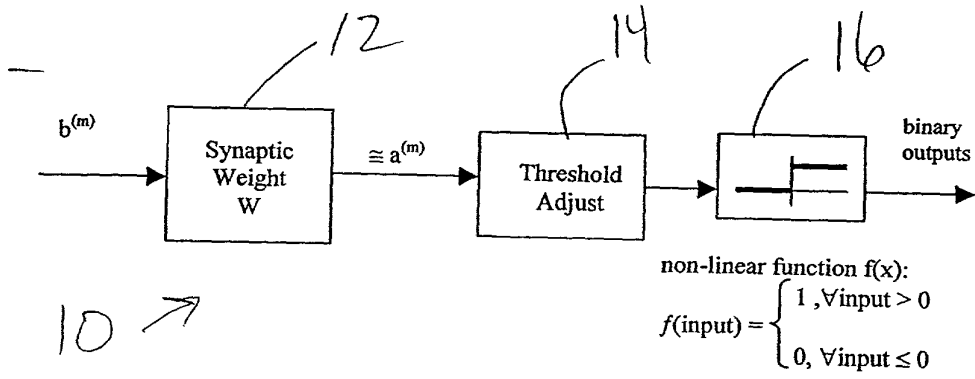 12
14
16
b(m)
Synaptic
Weight
W
≅ a(m)
Threshold
Adjust
binary
outputs
10
non-linear function f(x):
f(input) = { 1 ,∀input > 0
0, ∀input ≤ 0